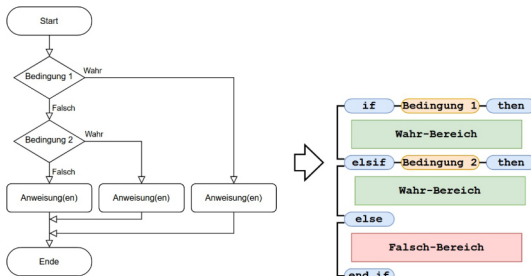 Start
Bedingung 1
Wahr
Falsch
Bedingung 2
Wahr
Falsch
Anweisung(en)
Anweisung(en)
Anweisung(en)
Ende
if Bedingung 1 then
Wahr-Bereich
elsif Bedingung 2 then
Wahr-Bereich
else
Falsch-Bereich
end if